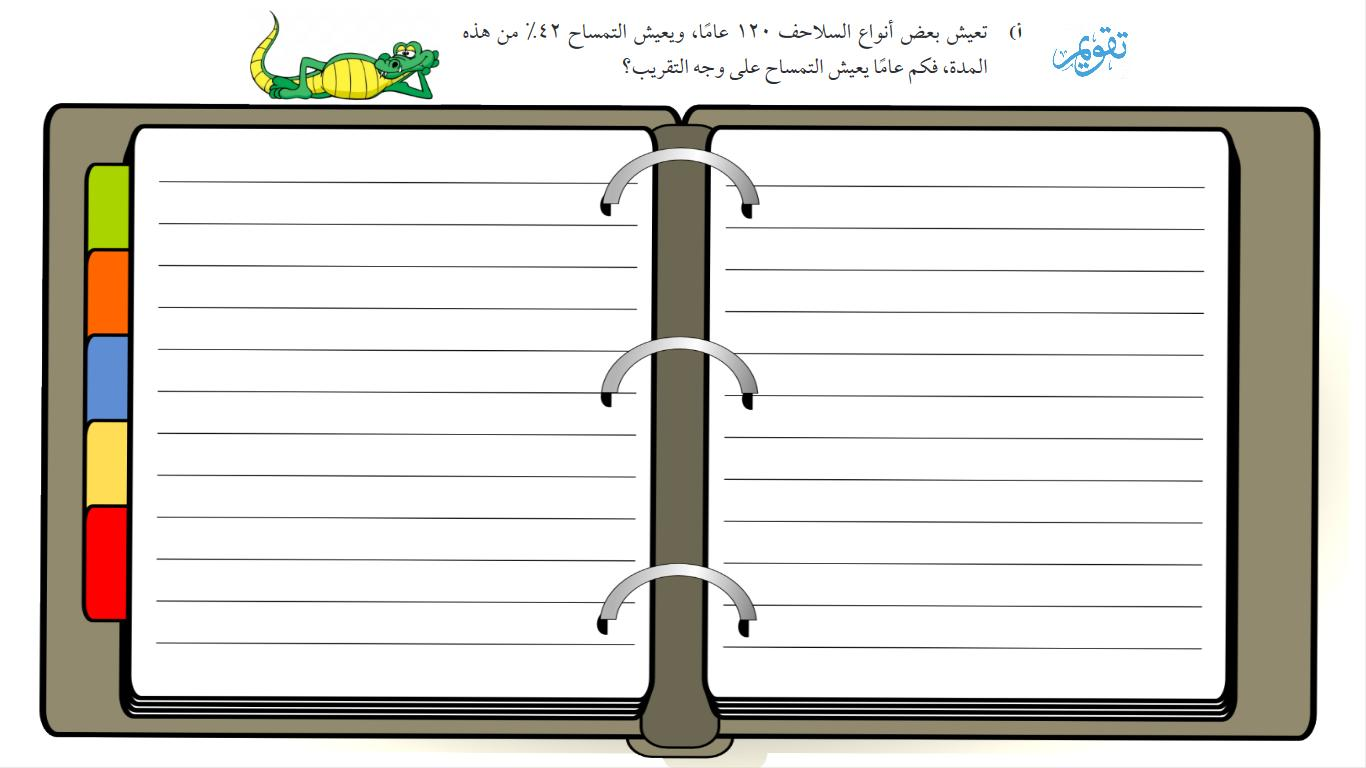 تقويم
أ) تعيش بعض أنواع السلاحف ١٢٠ عامًا، ويعيش التمساح ٤٢٪ من هذه
المدة، فكم عامًا يعيش التمساح على وجه التقريب؟